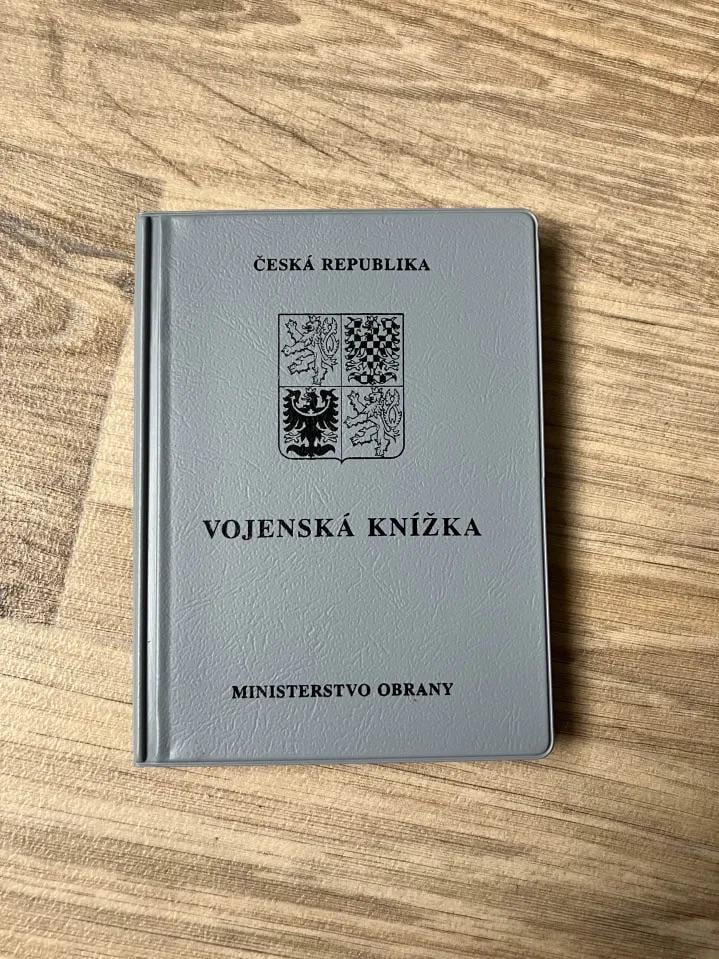 ČESKÁ REPUBLIKA
VOJENSKÁ KNÍŽKA
MINISTERSTVO OBRANY